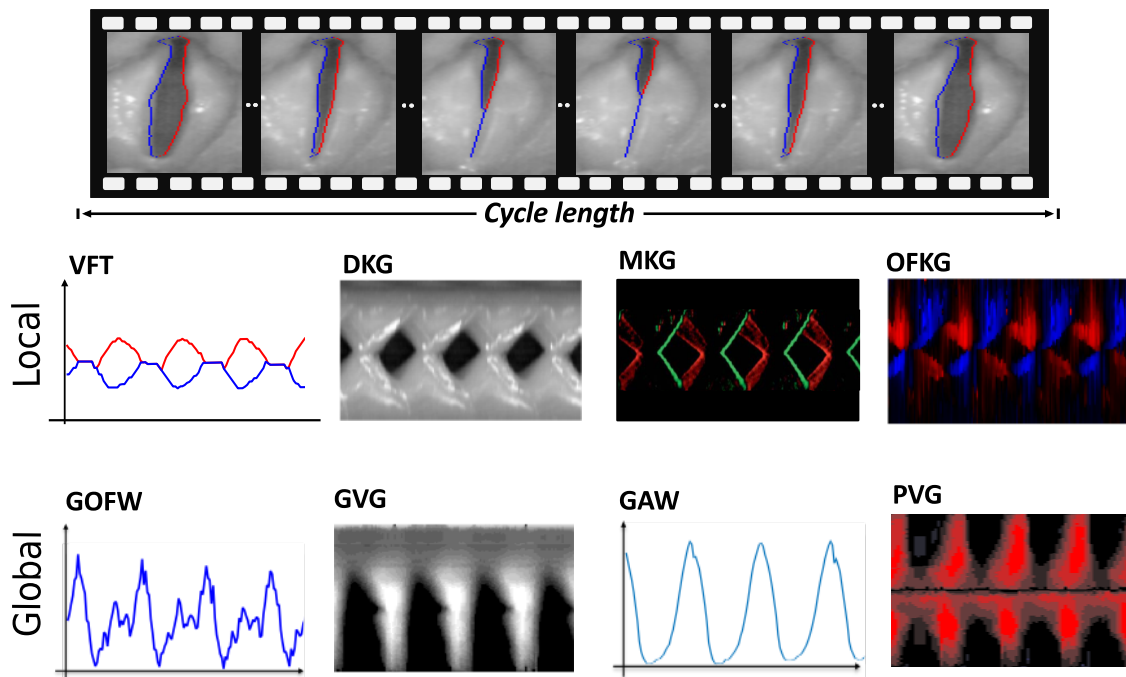 Cycle length
VFT
DKG
MKG
OFKG
Local
GOFW
GVG
GAW
PVG
Global